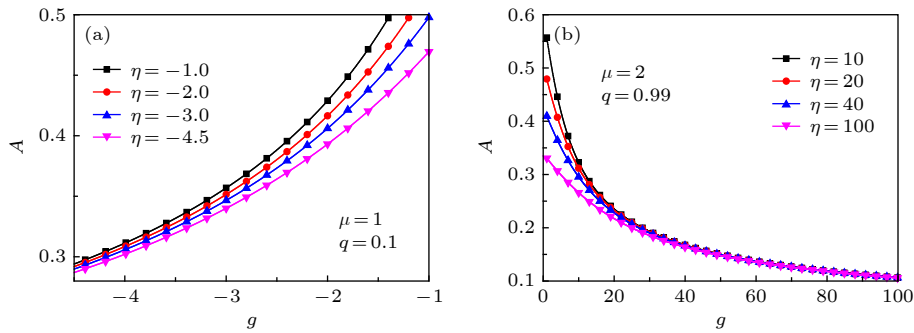 (a)
η = −1.0
η = −2.0
η = −3.0
η = −4.5
μ = 1
q = 0.1
0.5
0.4
0.3
A
−4
−3
−2
−1
g
(b)
μ = 2
q = 0.99
η = 10
η = 20
η = 40
η = 100
0.6
0.5
0.4
0.3
0.2
0.1
A
0
20
40
60
80
100
g